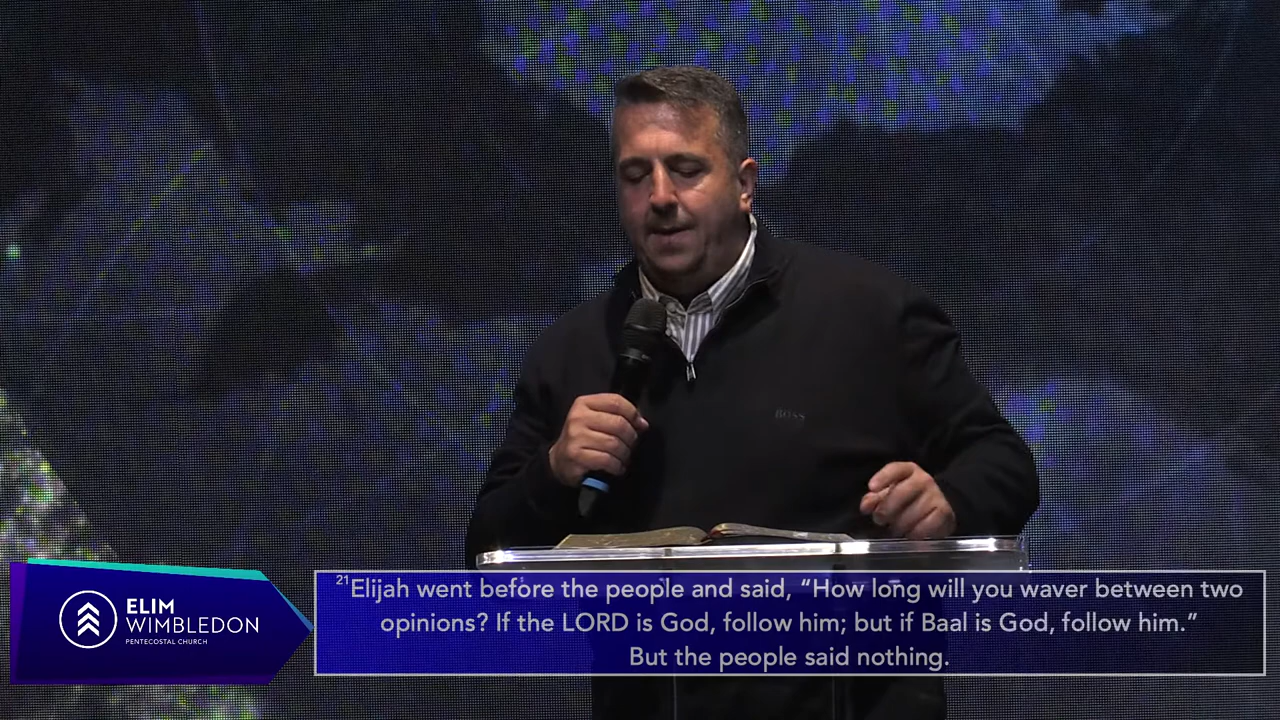 BOSS
21Elijah went before the people and said, “How long will you waver between two
opinions? If the LORD is God, follow him; but if Baal is God, follow him.”
But the people said nothing.
ELIM
WIMBLEDON
PENTECOSTAL CHURCH